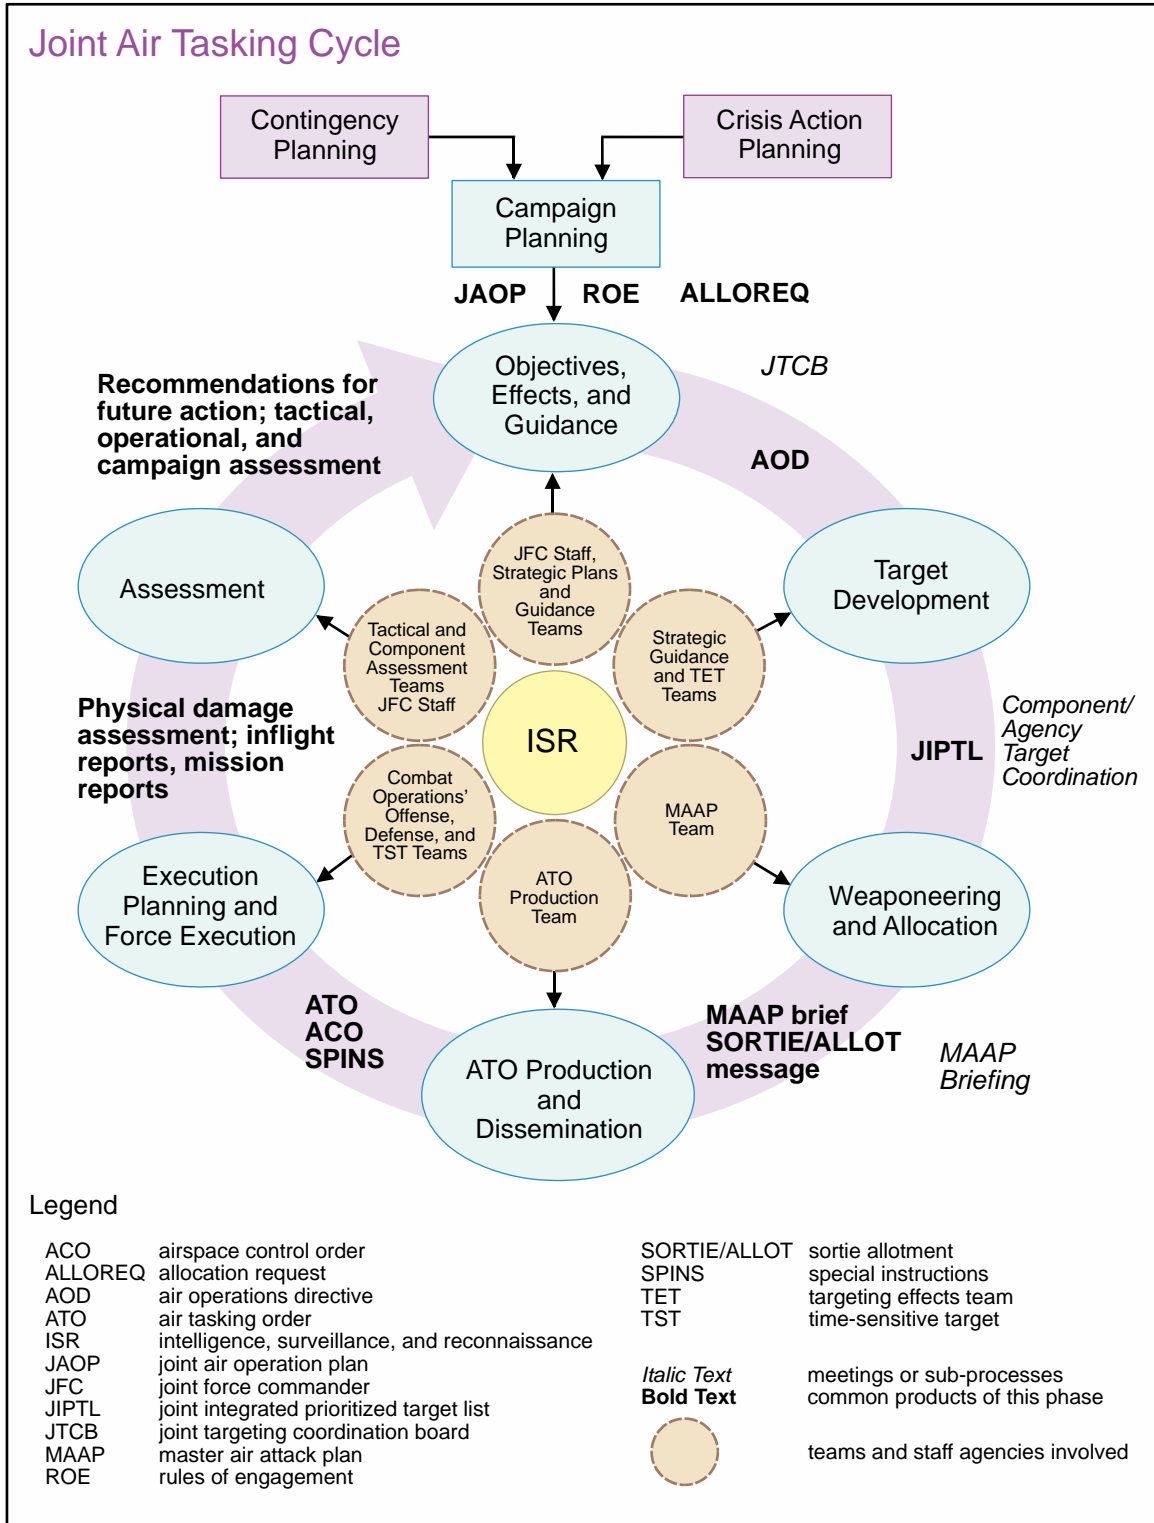 Joint Air Tasking Cycle
Contingency
Planning
Crisis Action
Planning
Campaign
Planning
JAOP
ROE
ALLOREQ
Objectives,
Effects, and
Guidance
JTCB
AOD
Recommendations for
future action; tactical,
operational, and
campaign assessment
Target
Development
Assessment
JFC Staff,
Strategic Plans
and
Guidance
Teams
Strategic
Guidance
and TET
Teams
Tactical and
Component
Assessment
Teams
JFC Staff
ISR
Component/
Agency
Target
Coordination
JIPTL
Physical damage
assessment; inflight
reports, mission
reports
Combat
Operations’
Offense,
Defense, and
TST Teams
MAAP
Team
ATO
Production
Team
Execution
Planning and
Force Execution
Weaponeering
and Allocation
ATO
ACO
SPINS
MAAP brief
SORTIE/ALLOT
message
MAAP
Briefing
ATO Production
and
Dissemination
Legend
ACO airspace control order
ALLOREQ allocation request
AOD air operations directive
ATO air tasking order
ISR intelligence, surveillance, and reconnaissance
JAOP joint air operation plan
JFC joint force commander
JIPTL joint integrated prioritized target list
JTCB joint targeting coordination board
MAAP master air attack plan
ROE rules of engagement
SORTIE/ALLOT sortie allotment
SPINS special instructions
TET targeting effects team
TST time-sensitive target
Italic Text meetings or sub-processes
Bold Text common products of this phase
teams and staff agencies involved